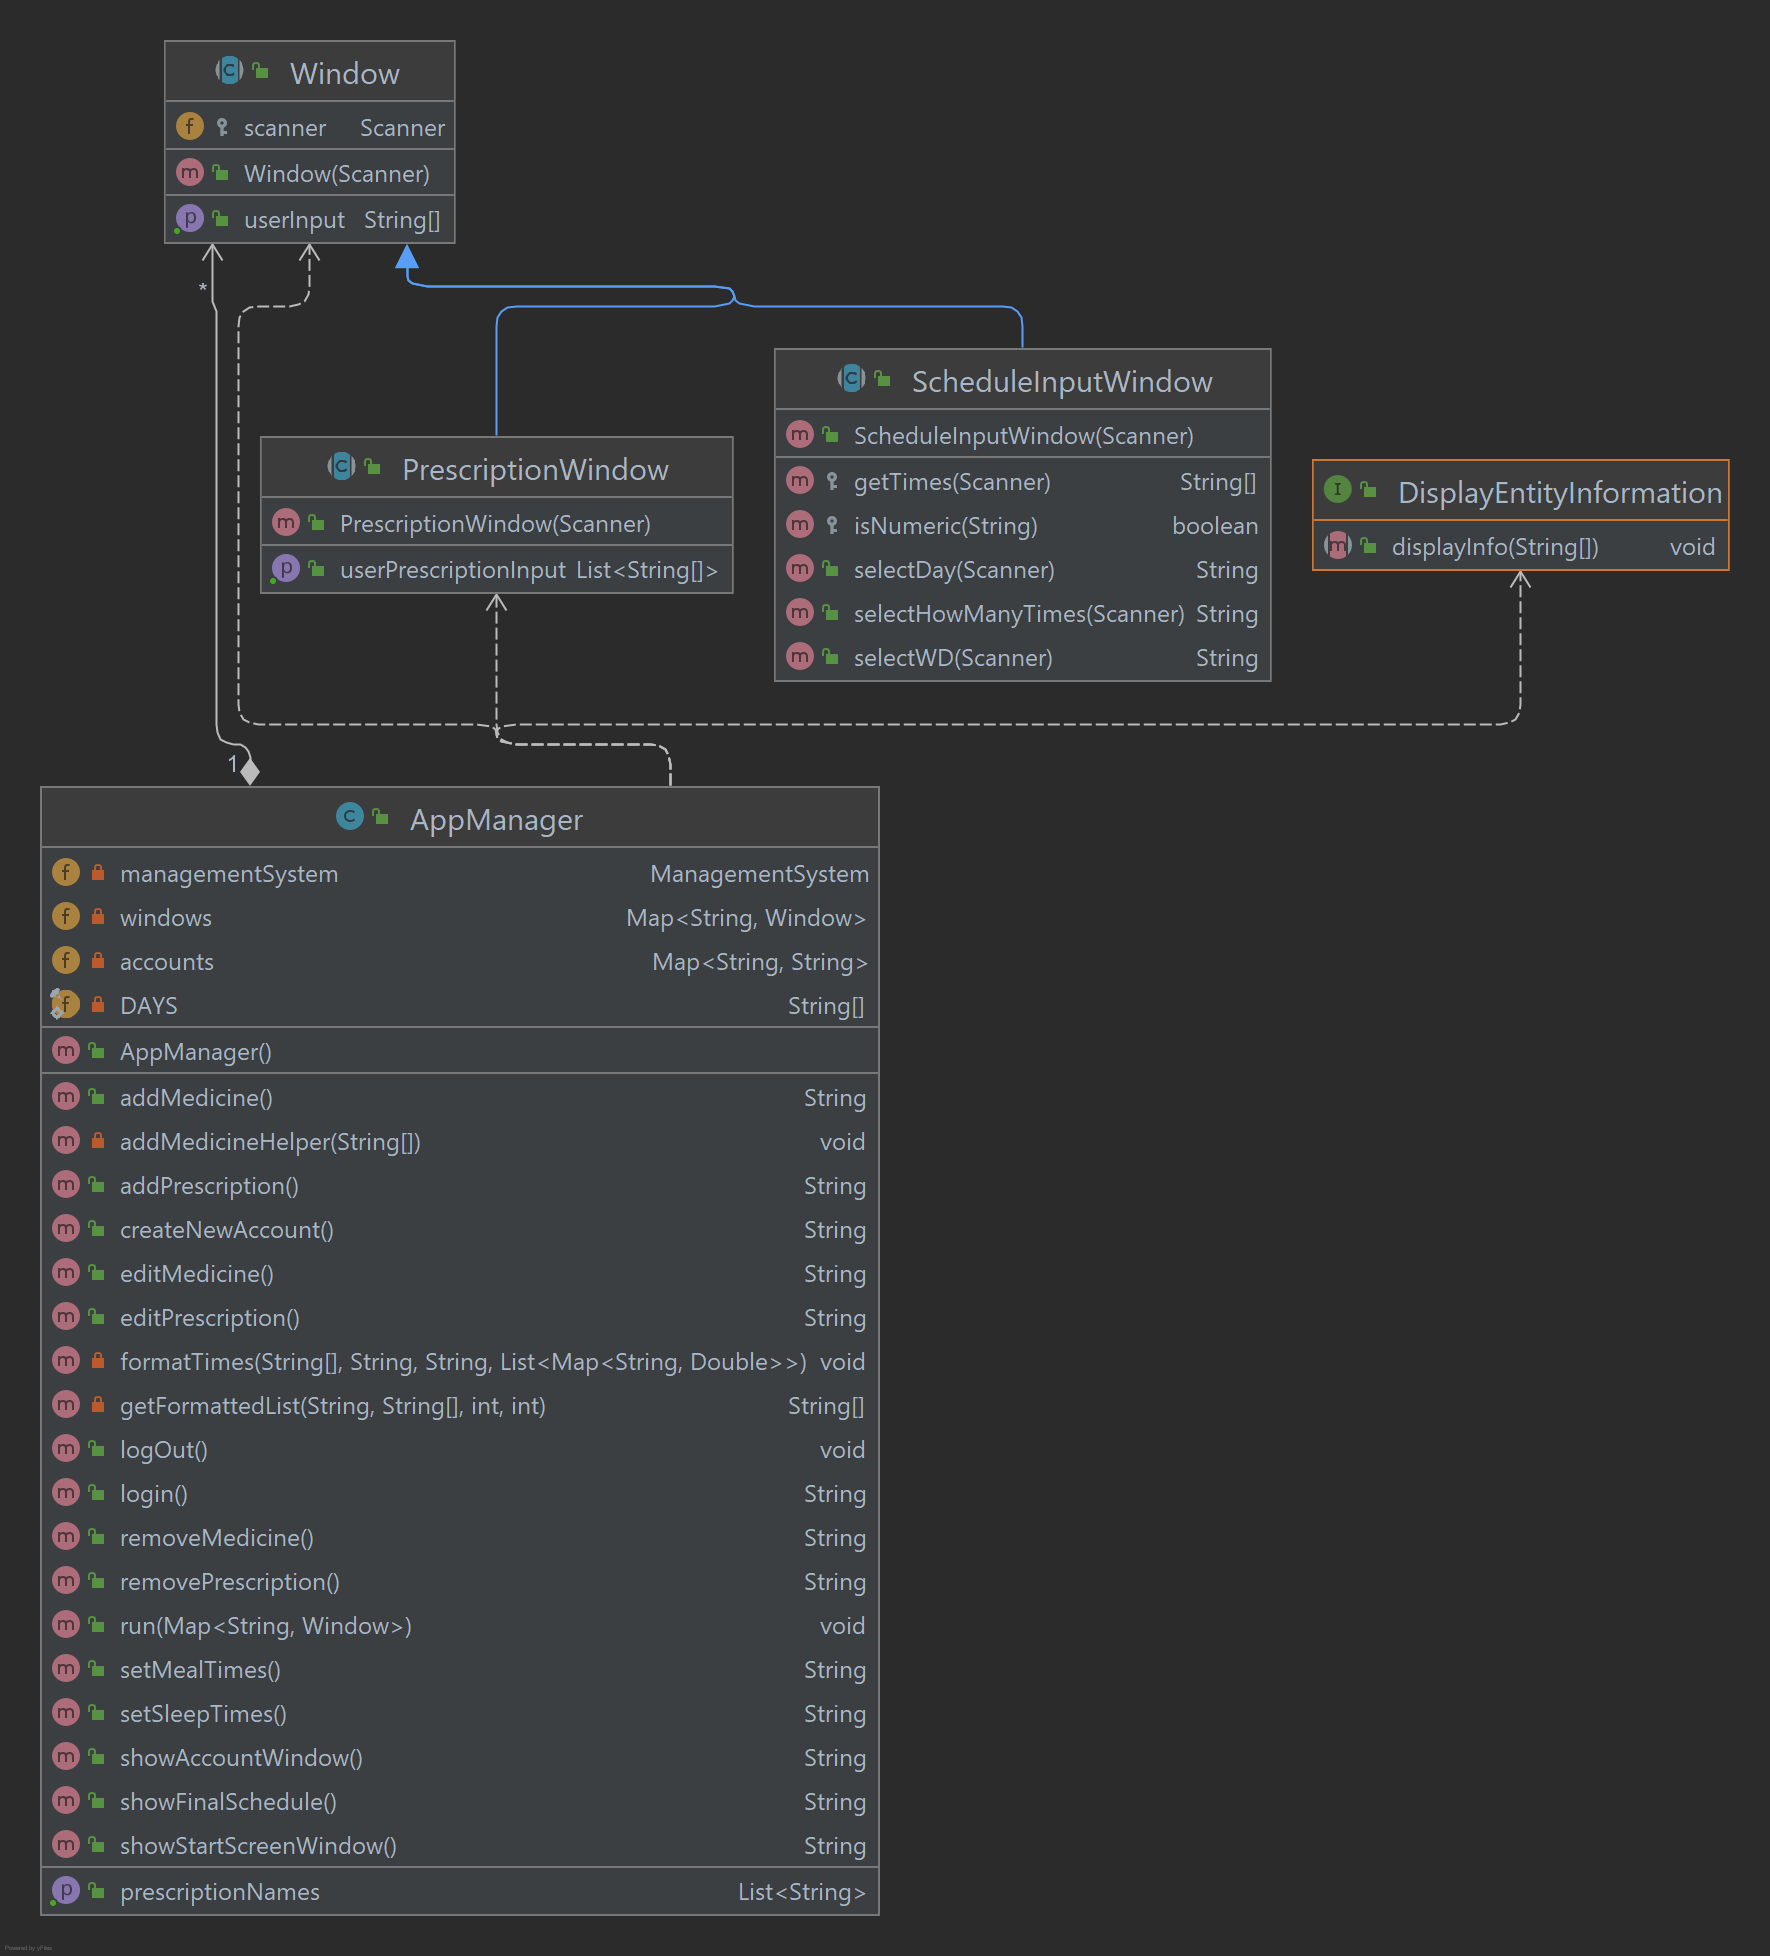 Window
scanner Scanner
Window(Scanner)
userInput String[]
*
ScheduleInputWindow
ScheduleInputWindow(Scanner)
getTimes(Scanner) String[]
isNumeric(String) boolean
selectDay(Scanner) String
selectHowManyTimes(Scanner) String
selectWD(Scanner) String
PrescriptionWindow
PrescriptionWindow(Scanner)
userPrescriptionInput List<String[]>
DisplayEntityInformation
displayInfo(String[]) void
1
AppManager
managementSystem ManagementSystem
windows Map<String, Window>
accounts Map<String, String>
DAYS String[]
AppManager()
addMedicine() String
addMedicineHelper(String[]) void
addPrescription() String
createNewAccount() String
editMedicine() String
editPrescription() String
formatTimes(String[], String, String, List<Map<String, Double>>) void
getFormattedList(String, String[], int, int) String[]
logOut() void
login() String
removeMedicine() String
removePrescription() String
run(Map<String, Window>) void
setMealTimes() String
setSleepTimes() String
showAccountWindow() String
showFinalSchedule() String
showStartScreenWindow() String
prescriptionNames List<String>
Powered by yFiles